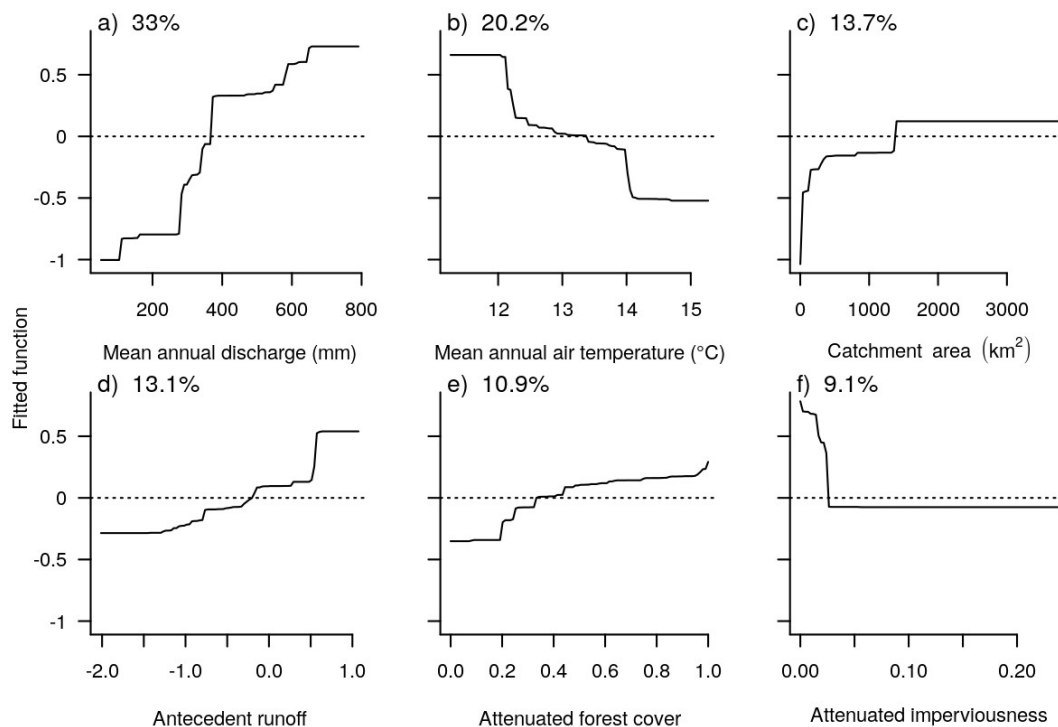 a) 33%
b) 20.2%
c) 13.7%
0.5
0
-0.5
-1
200 400 600 800
12 13 14 15
0 1000 2000 3000
Mean annual discharge (mm)
Mean annual air temperature (°C)
Catchment area (km²)
Fitted function
d) 13.1%
e) 10.9%
f) 9.1%
0.5
0
-0.5
-1
-2.0 -1.0 0.0 1.0
0.0 0.2 0.4 0.6 0.8 1.0
0.00 0.10 0.20
Antecedent runoff
Attenuated forest cover
Attenuated imperviousness